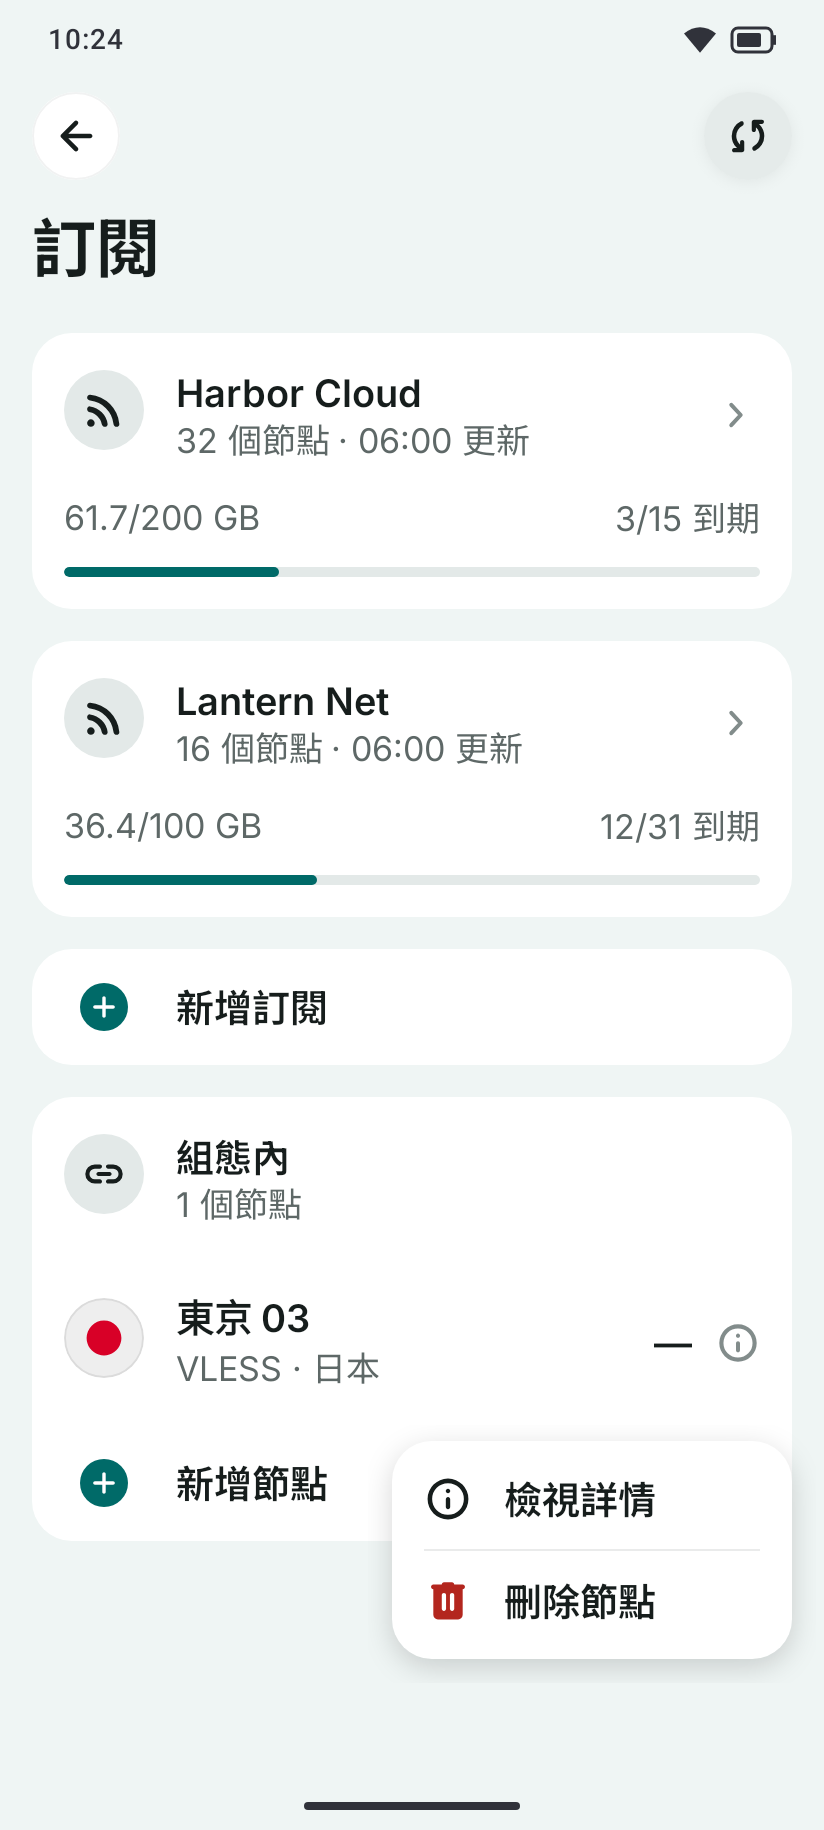 10:24
訂閱
Harbor Cloud
32 個節點 · 06:00 更新
61.7/200 GB
3/15 到期
Lantern Net
16 個節點 · 06:00 更新
36.4/100 GB
12/31 到期
新增訂閱
組態內
1 個節點
東京 03
VLESS · 日本
—
新增節點
檢視詳情
刪除節點